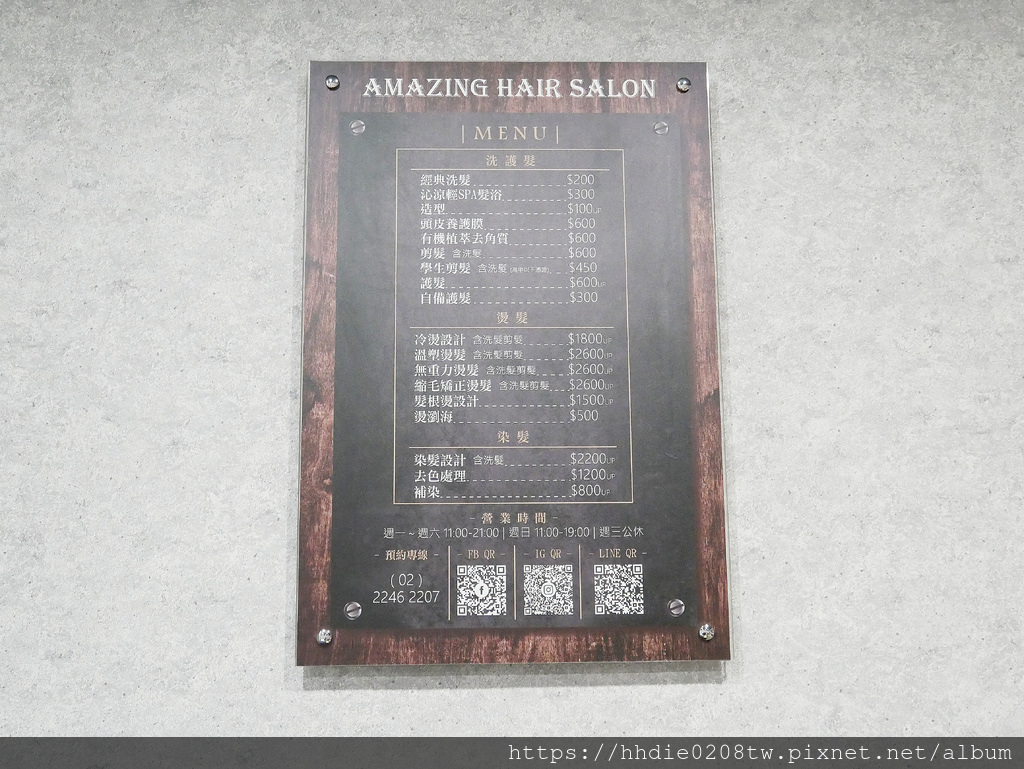 AMAZING HAIR SALON
| MENU |
洗護髮
經典洗髮 $200
沁涼輕SPA髮浴 $300
造型 $100UP
頭皮養護膜 $600
有機植萃去角質 $600
剪髮 含洗髮 $600
學生剪髮 含洗髮 $450
護髮 $600UP
自備護髮 $300
燙髮
冷燙設計 含洗髮剪髮 $1800UP
溫塑燙髮 含洗髮剪髮 $2600UP
無重力燙髮 含洗髮剪髮 $2600UP
縮毛矯正燙髮 含洗髮剪髮 $2600UP
髮根燙設計 $1500UP
燙瀏海 $500
染髮
染髮設計 含洗髮 $2200UP
去色處理 $1200UP
補染 $800UP
- 營業時間 -
週一 ~ 週六 11:00-21:00 | 週日 11:00-19:00 | 週三公休
- 預約專線 - - FB QR - - IG QR - - LINE QR -
( 02 )
2246 2207
https://hhdie0208tw.pixnet.net/album